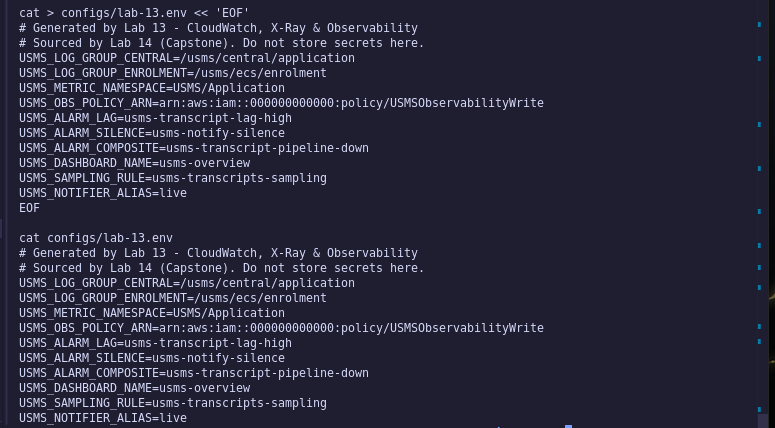 cat > configs/lab-13.env << 'EOF'
# Generated by Lab 13 - CloudWatch, X-Ray & Observability
# Sourced by Lab 14 (Capstone). Do not store secrets here.
USMS_LOG_GROUP_CENTRAL=/usms/central/application
USMS_LOG_GROUP_ENROLMENT=/usms/ecs/enrolment
USMS_METRIC_NAMESPACE=USMS/Application
USMS_OBS_POLICY_ARN=arn:aws:iam::000000000000:policy/USMSObservabilityWrite
USMS_ALARM_LAG=usms-transcript-lag-high
USMS_ALARM_SILENCE=usms-notify-silence
USMS_ALARM_COMPOSITE=usms-transcript-pipeline-down
USMS_DASHBOARD_NAME=usms-overview
USMS_SAMPLING_RULE=usms-transcripts-sampling
USMS_NOTIFIER_ALIAS=live
EOF
cat configs/lab-13.env
# Generated by Lab 13 - CloudWatch, X-Ray & Observability
# Sourced by Lab 14 (Capstone). Do not store secrets here.
USMS_LOG_GROUP_CENTRAL=/usms/central/application
USMS_LOG_GROUP_ENROLMENT=/usms/ecs/enrolment
USMS_METRIC_NAMESPACE=USMS/Application
USMS_OBS_POLICY_ARN=arn:aws:iam::000000000000:policy/USMSObservabilityWrite
USMS_ALARM_LAG=usms-transcript-lag-high
USMS_ALARM_SILENCE=usms-notify-silence
USMS_ALARM_COMPOSITE=usms-transcript-pipeline-down
USMS_DASHBOARD_NAME=usms-overview
USMS_SAMPLING_RULE=usms-transcripts-sampling
USMS_NOTIFIER_ALIAS=live